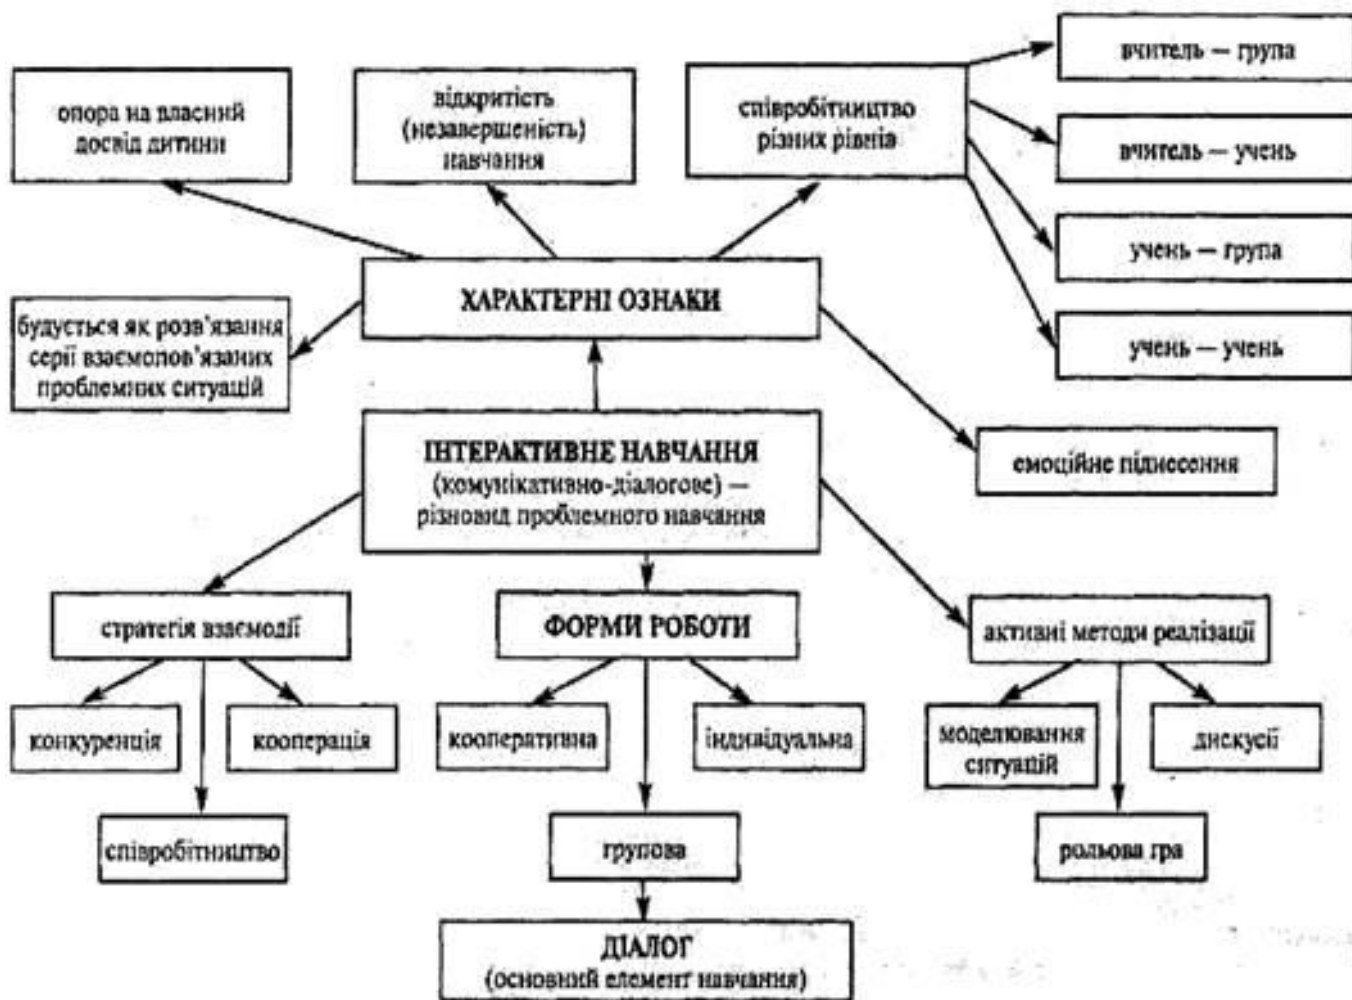 вчитель — група
опора на власний
досвід дитини
відкритість
(незавершеність)
навчання
співробітництво
різних рівнів
вчитель — учень
учень — група
учень — учень
ХАРАКТЕРНІ ОЗНАКИ
будується як розв’язання
серії взаємопов’язаних
проблемних ситуацій
ІНТЕРАКТИВНЕ НАВЧАННЯ
(комунікативно-діалогове) —
різновид проблемного навчання
емоційне піднесення
стратегія взаємодії
ФОРМИ РОБОТИ
активні методи реалізації
конкуренція
кооперація
кооперативна
індивідуальна
моделювання
ситуацій
дискусії
співробітництво
групова
рольова гра
ДІАЛОГ
(основний елемент навчання)